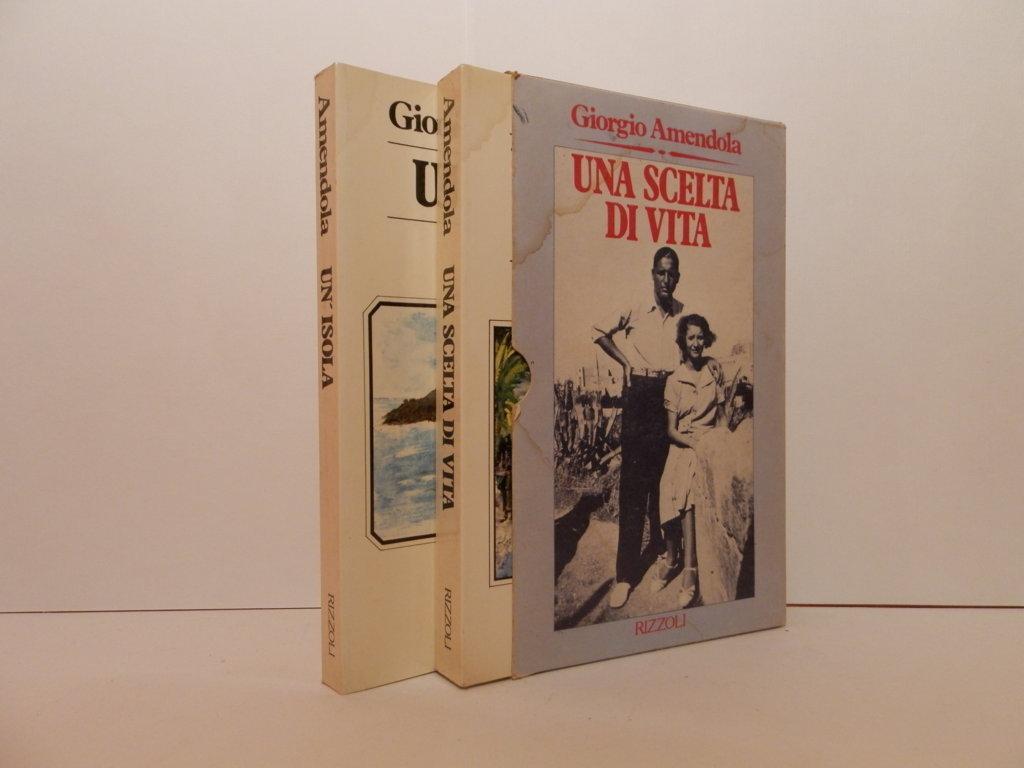 Amendola UN' ISOLA RIZZOLI
Gio
U
Amendola UNA SCELTA DI VITA RIZZOLI
Giorgio Amendola
UNA SCELTA
DI VITA
RIZZOLI